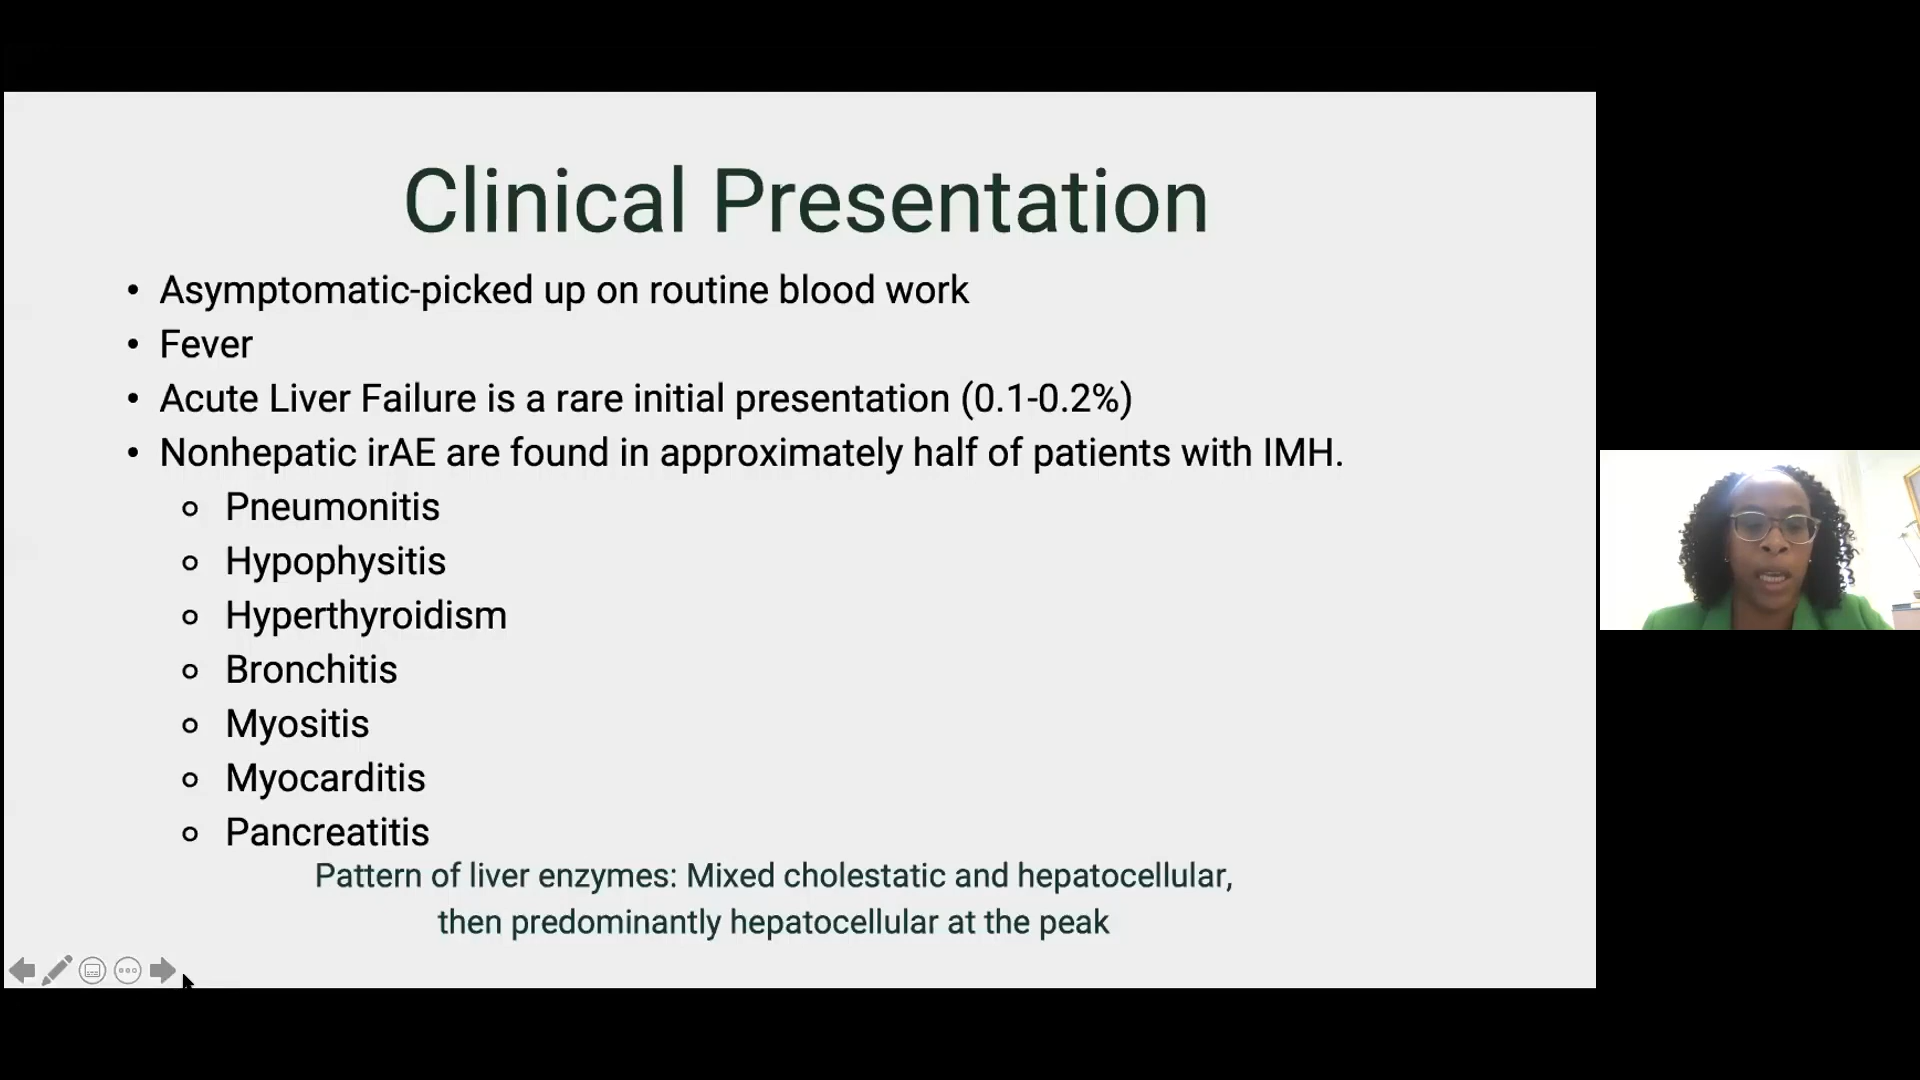 Clinical Presentation
• Asymptomatic-picked up on routine blood work
• Fever
• Acute Liver Failure is a rare initial presentation (0.1-0.2%)
• Nonhepatic irAE are found in approximately half of patients with IMH.
○ Pneumonitis
○ Hypophysitis
○ Hyperthyroidism
○ Bronchitis
○ Myositis
○ Myocarditis
○ Pancreatitis
Pattern of liver enzymes: Mixed cholestatic and hepatocellular,
then predominantly hepatocellular at the peak